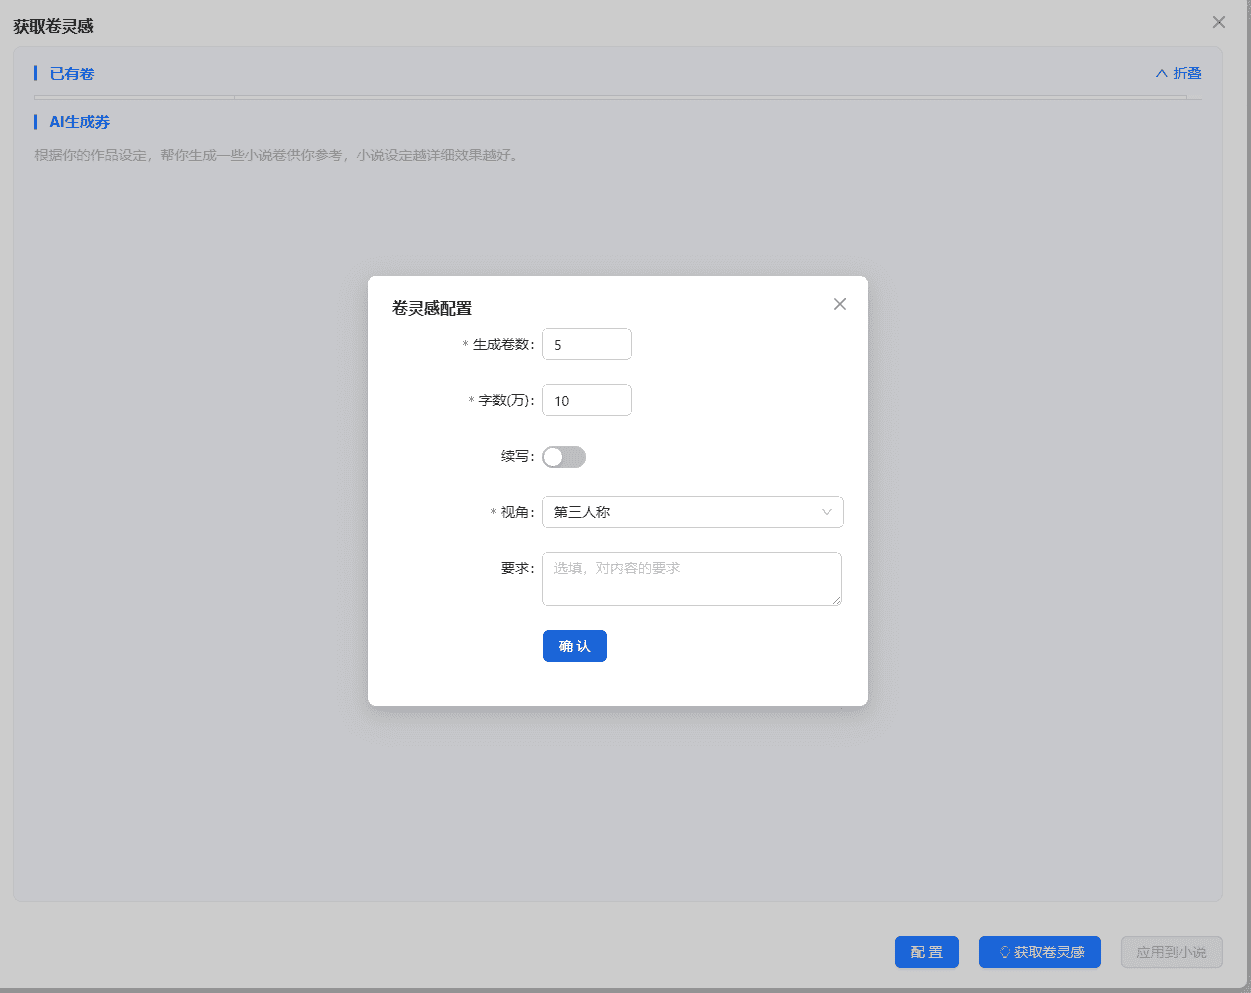 获取卷灵感
已有卷
折叠
AI生成券
根据你的作品设定，帮你生成一些小说卷供你参考，小说设定越详细效果越好。
卷灵感配置
* 生成卷数: 5
* 字数(万): 10
续写:
* 视角: 第三人称
要求: 选填，对内容的要求
确 认
配 置
获取卷灵感
应用到小说